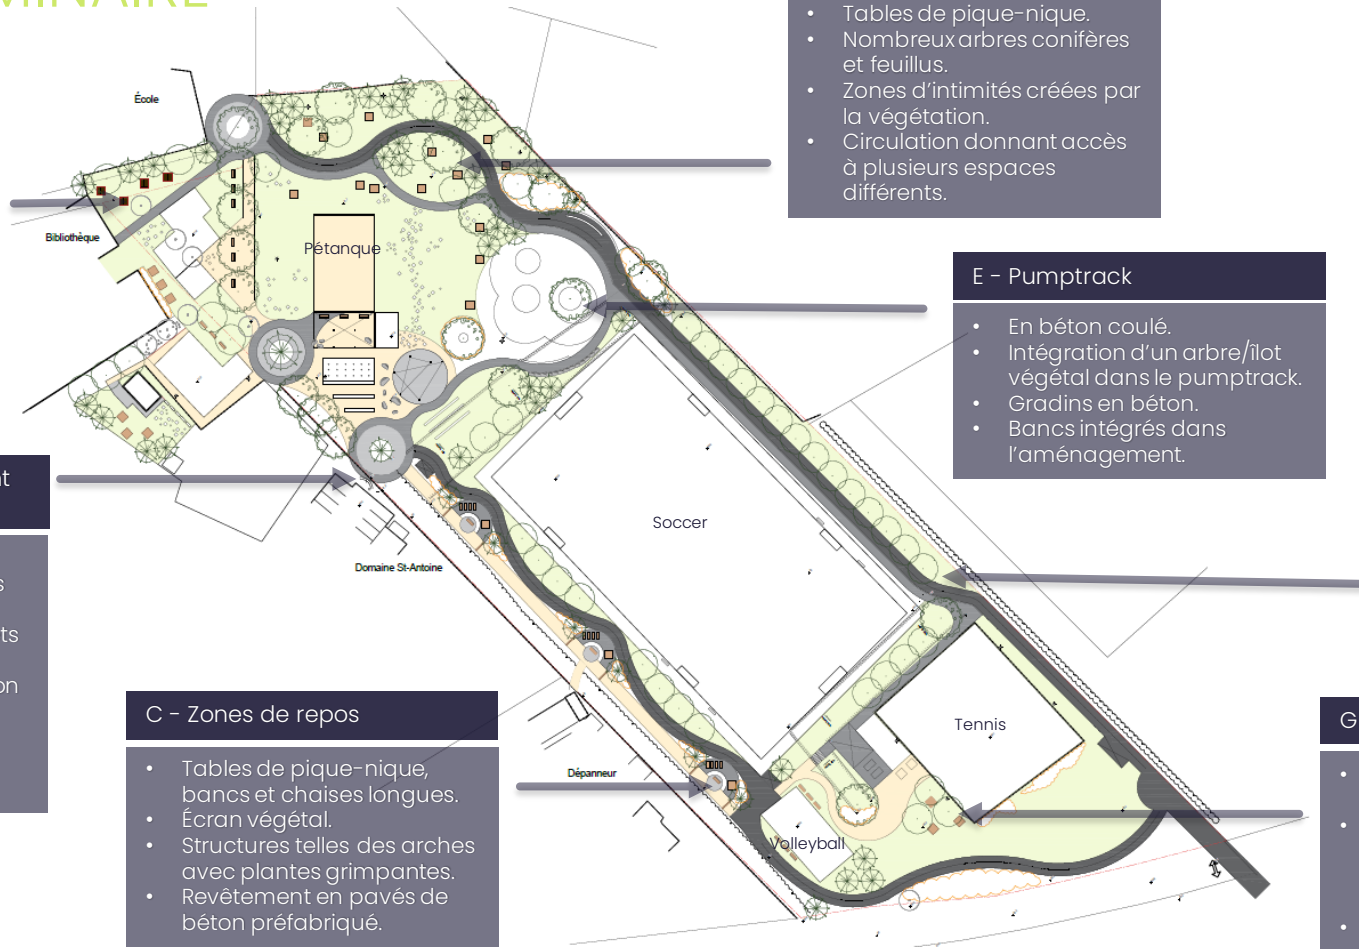 MINAIRE
• Tables de pique-nique.
• Nombreux arbres conifères
et feuillus.
• Zones d'intimités créées par
la végétation.
• Circulation donnant accès
à plusieurs espaces
différents.
École
Bibliothèque
Pétanque
E - Pumptrack
• En béton coulé.
• Intégration d'un arbre/îlot
végétal dans le pumptrack.
• Gradins en béton.
• Bancs intégrés dans
l'aménagement.
Soccer
Domaine St-Antoine
C - Zones de repos
• Tables de pique-nique,
bancs et chaises longues.
• Écran végétal.
• Structures telles des arches
avec plantes grimpantes.
• Revêtement en pavés de
béton préfabriqué.
Dépanneur
Tennis
Volleyball
G